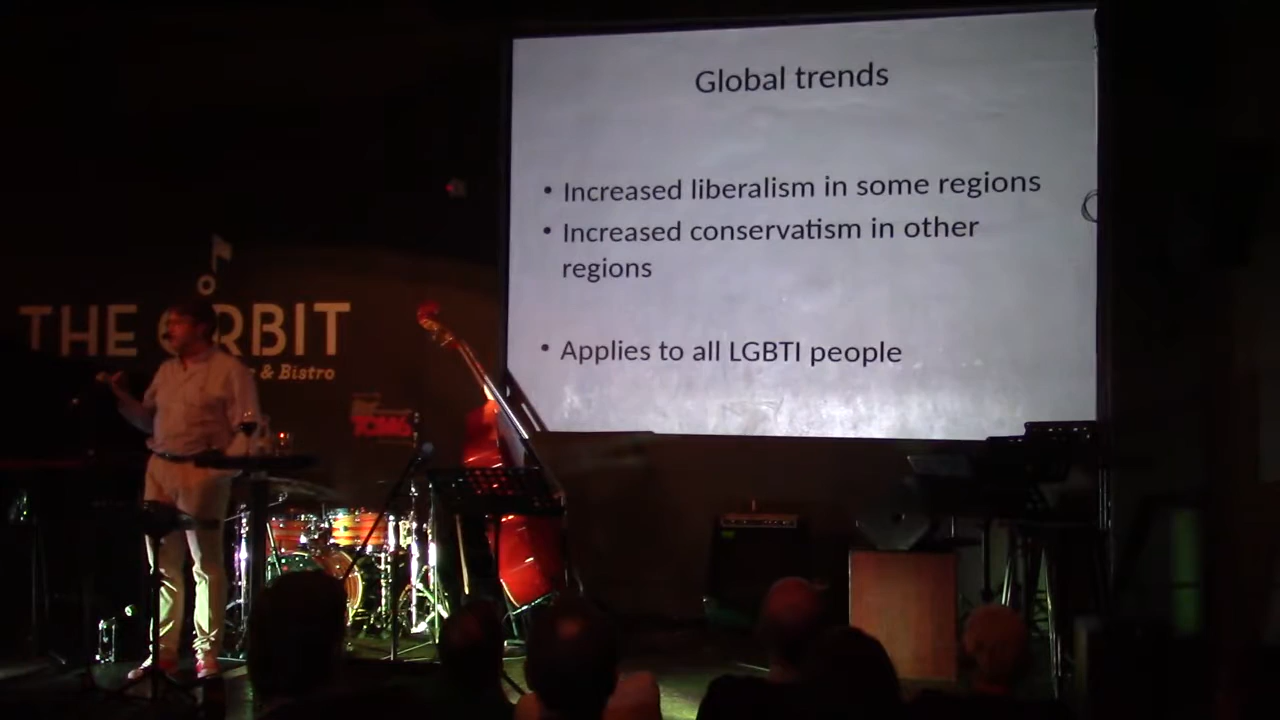 Global trends
• Increased liberalism in some regions
• Increased conservatism in other
regions
• Applies to all LGBTI people
THE ORBIT
& Bistro